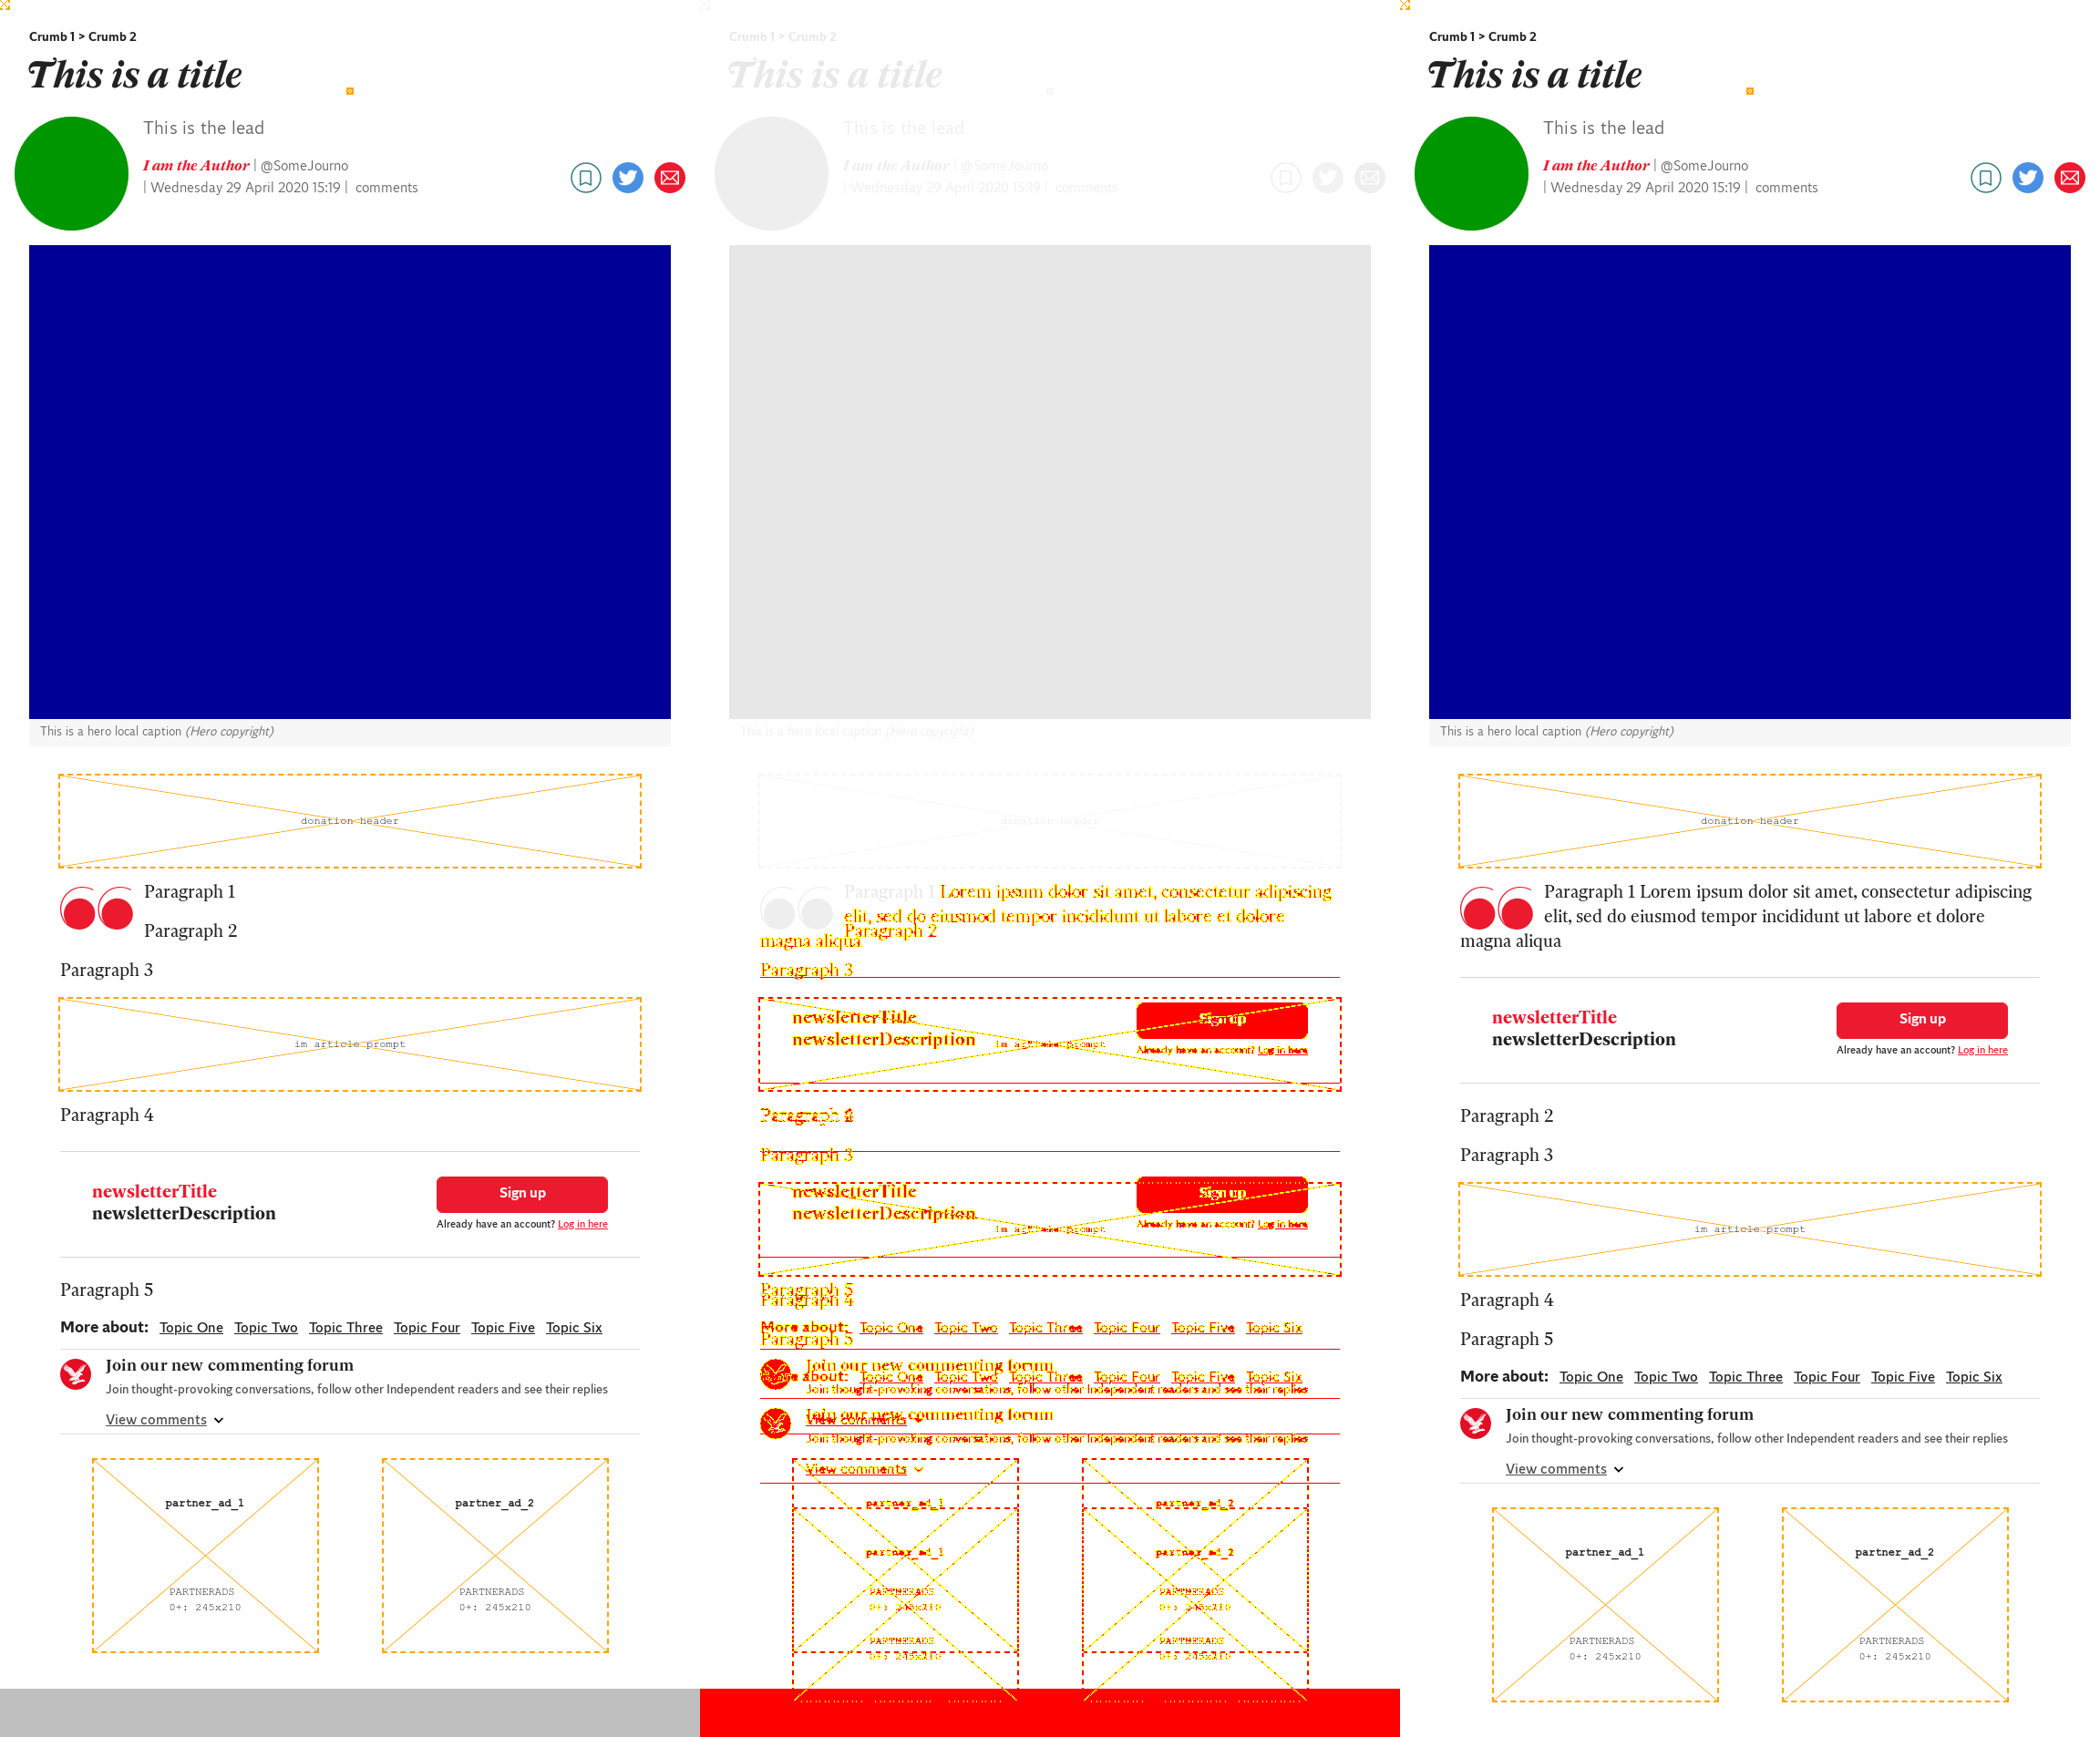 Crumb 1 > Crumb 2
This is a title
This is the lead
I am the Author | @SomeJourno
| Wednesday 29 April 2020 15:19 | comments
This is a hero local caption (Hero copyright)
donation header
Paragraph 1
Paragraph 2
Paragraph 3
im article prompt
Paragraph 4
newsletterTitle
newsletterDescription
Sign up
Already have an account? Log in here
Paragraph 5
More about: Topic One Topic Two Topic Three Topic Four Topic Five Topic Six
Join our new commenting forum
Join thought-provoking conversations, follow other Independent readers and see their replies
View comments
partner_ad_1
PARTNERADS
0+: 245x210
partner_ad_2
PARTNERADS
0+: 245x210
Crumb 1 > Crumb 2
This is a title
This is the lead
I am the Author | @SomeJourno
| Wednesday 29 April 2020 15:19 | comments
This is a hero local caption (Hero copyright)
donation header
Paragraph 1 Lorem ipsum dolor sit amet, consectetur adipiscing
elit, sed do eiusmod tempor incididunt ut labore et dolore
Paragraph 2
magna aliqua
Paragraph 3
newsletterTitle
newsletterDescription
im article prompt
Sign up
Already have an account? Log in here
Paragraph 3
newsletterTitle
newsletterDescription
im article prompt
Sign up
Already have an account? Log in here
Paragraph 5
Paragraph 4
More about: Topic One Topic Two Topic Three Topic Four Topic Five Topic Six
Paragraph 5
Join our new commenting forum
More about: Topic One Topic Two Topic Three Topic Four Topic Five Topic Six
Join thought-provoking conversations, follow other Independent readers and see their replies
Join our new commenting forum
View comments
Join thought-provoking conversations, follow other Independent readers and see their replies
View comments
partner_ad_1
partner_ad_1
PARTNERADS
0+: 245x210
PARTNERADS
0+: 245x210
partner_ad_2
partner_ad_2
PARTNERADS
0+: 245x210
PARTNERADS
0+: 245x210
Crumb 1 > Crumb 2
This is a title
This is the lead
I am the Author | @SomeJourno
| Wednesday 29 April 2020 15:19 | comments
This is a hero local caption (Hero copyright)
donation header
Paragraph 1 Lorem ipsum dolor sit amet, consectetur adipiscing
elit, sed do eiusmod tempor incididunt ut labore et dolore
magna aliqua
newsletterTitle
newsletterDescription
Sign up
Already have an account? Log in here
Paragraph 2
Paragraph 3
im article prompt
Paragraph 4
Paragraph 5
More about: Topic One Topic Two Topic Three Topic Four Topic Five Topic Six
Join our new commenting forum
Join thought-provoking conversations, follow other Independent readers and see their replies
View comments
partner_ad_1
PARTNERADS
0+: 245x210
partner_ad_2
PARTNERADS
0+: 245x210